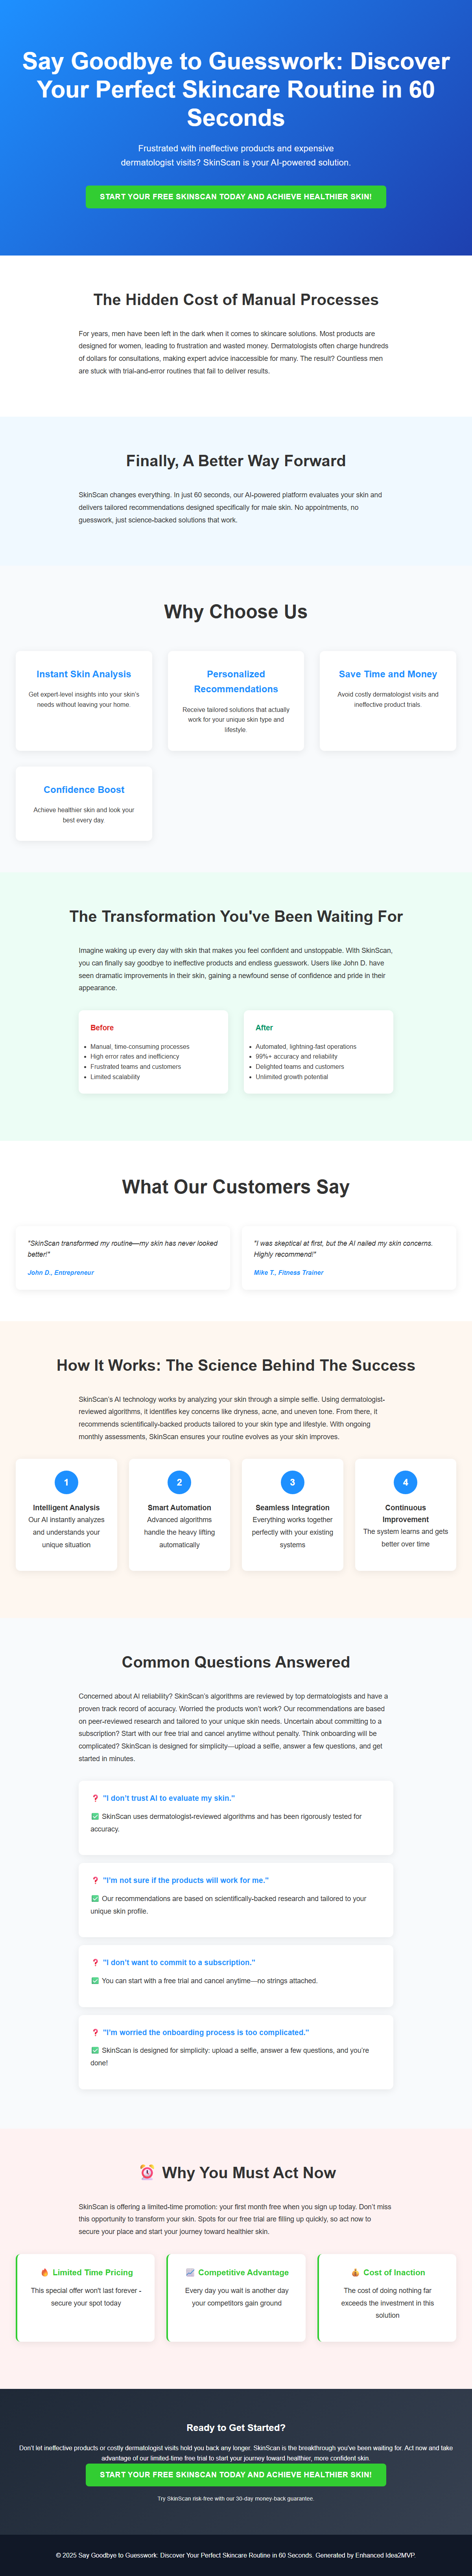 Say Goodbye to Guesswork: Discover
Your Perfect Skincare Routine in 60
Seconds
Frustrated with ineffective products and expensive
dermatologist visits? SkinScan is your AI-powered solution.
START YOUR FREE SKINSCAN TODAY AND ACHIEVE HEALTHIER SKIN!
The Hidden Cost of Manual Processes
For years, men have been left in the dark when it comes to skincare solutions. Most products are
designed for women, leading to frustration and wasted money. Dermatologists often charge hundreds
of dollars for consultations, making expert advice inaccessible for many. The result? Countless men
are stuck with trial-and-error routines that fail to deliver results.
Finally, A Better Way Forward
SkinScan changes everything. In just 60 seconds, our AI-powered platform evaluates your skin and
delivers tailored recommendations designed specifically for male skin. No appointments, no
guesswork, just science-backed solutions that work.
Why Choose Us
Instant Skin Analysis
Get expert-level insights into your skin's
needs without leaving your home.
Personalized
Recommendations
Receive tailored solutions that actually
work for your unique skin type and
lifestyle.
Save Time and Money
Avoid costly dermatologist visits and
ineffective product trials.
Confidence Boost
Achieve healthier skin and look your
best every day.
The Transformation You've Been Waiting For
Imagine waking up every day with skin that makes you feel confident and unstoppable. With SkinScan,
you can finally say goodbye to ineffective products and endless guesswork. Users like John D. have
seen dramatic improvements in their skin, gaining a newfound sense of confidence and pride in their
appearance.
Before
• Manual, time-consuming processes
• High error rates and inefficiency
• Frustrated teams and customers
• Limited scalability
After
• Automated, lightning-fast operations
• 99%+ accuracy and reliability
• Delighted teams and customers
• Unlimited growth potential
What Our Customers Say
"SkinScan transformed my routine—my skin has never looked
better!"
John D., Entrepreneur
"I was skeptical at first, but the AI nailed my skin concerns.
Highly recommend!"
Mike T., Fitness Trainer
How It Works: The Science Behind The Success
SkinScan's AI technology works by analyzing your skin through a simple selfie. Using dermatologist-
reviewed algorithms, it identifies key concerns like dryness, acne, and uneven tone. From there, it
recommends scientifically-backed products tailored to your skin type and lifestyle. With ongoing
monthly assessments, SkinScan ensures your routine evolves as your skin improves.
1
Intelligent Analysis
Our AI instantly analyzes
and understands your
unique situation
2
Smart Automation
Advanced algorithms
handle the heavy lifting
automatically
3
Seamless Integration
Everything works together
perfectly with your existing
systems
4
Continuous
Improvement
The system learns and gets
better over time
Common Questions Answered
Concerned about AI reliability? SkinScan's algorithms are reviewed by top dermatologists and have a
proven track record of accuracy. Worried the products won't work? Our recommendations are based
on peer-reviewed research and tailored to your unique skin needs. Uncertain about committing to a
subscription? Start with our free trial and cancel anytime without penalty. Think onboarding will be
complicated? SkinScan is designed for simplicity—upload a selfie, answer a few questions, and get
started in minutes.
❓ "I don't trust AI to evaluate my skin."
✅ SkinScan uses dermatologist-reviewed algorithms and has been rigorously tested for
accuracy.
❓ "I'm not sure if the products will work for me."
✅ Our recommendations are based on scientifically-backed research and tailored to your
unique skin profile.
❓ "I don't want to commit to a subscription."
✅ You can start with a free trial and cancel anytime—no strings attached.
❓ "I'm worried the onboarding process is too complicated."
✅ SkinScan is designed for simplicity: upload a selfie, answer a few questions, and you're
done!
⏰ Why You Must Act Now
SkinScan is offering a limited-time promotion: your first month free when you sign up today. Don't miss
this opportunity to transform your skin. Spots for our free trial are filling up quickly, so act now to
secure your place and start your journey toward healthier skin.
🔥 Limited Time Pricing
This special offer won't last forever -
secure your spot today
📈 Competitive Advantage
Every day you wait is another day
your competitors gain ground
💰 Cost of Inaction
The cost of doing nothing far
exceeds the investment in this
solution
Ready to Get Started?
Don't let ineffective products or costly dermatologist visits hold you back any longer. SkinScan is the breakthrough you've been waiting for. Act now and take
advantage of our limited-time free trial to start your journey toward healthier, more confident skin.
START YOUR FREE SKINSCAN TODAY AND ACHIEVE HEALTHIER SKIN!
Try SkinScan risk-free with our 30-day money-back guarantee.
© 2025 Say Goodbye to Guesswork: Discover Your Perfect Skincare Routine in 60 Seconds. Generated by Enhanced Idea2MVP.